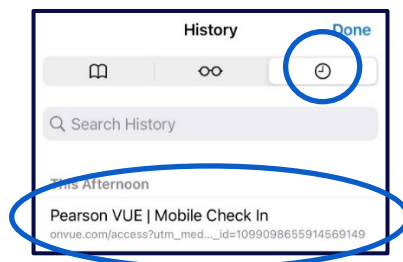 History
Done
Search History
This Afternoon
Pearson VUE | Mobile Check In
onvue.com/access?utm_med..._id=1099098655914569149